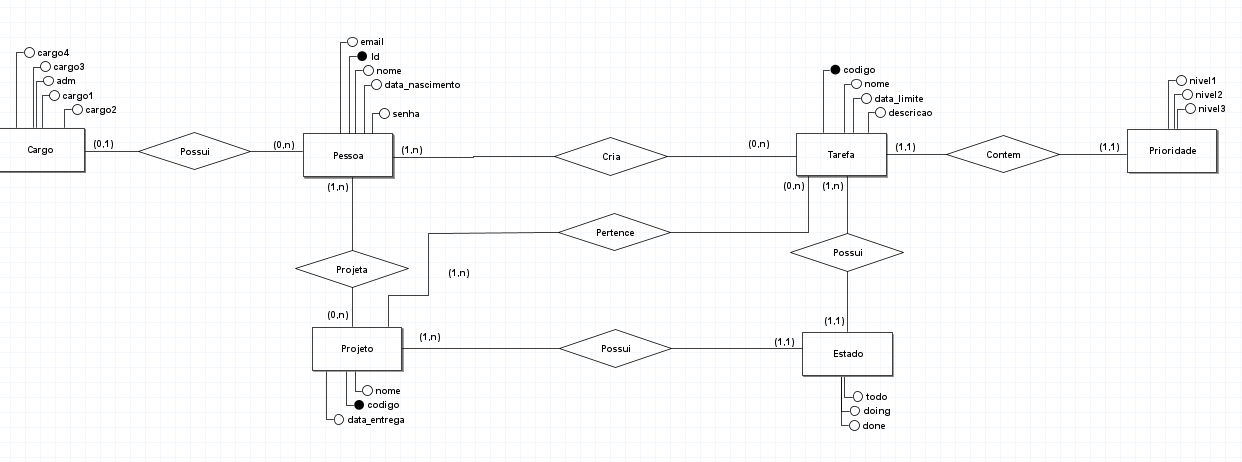 email
cargo4
Id
cargo3
nome
codigo
adm
data_nascimento
nome
nivel1
cargo1
data_limite
nivel2
cargo2
senha
descricao
nivel3
Cargo
(0,1)
Possui
(0,n)
Pessoa
(1,n)
Cria
(0,n)
Tarefa
(1,1)
Contem
(1,1)
Prioridade
(1,n)
(0,n)
(1,n)
Pertence
Possui
Projeta
(1,n)
(0,n)
(1,1)
Projeto
(1,n)
Possui
(1,1)
Estado
nome
todo
codigo
doing
data_entrega
done